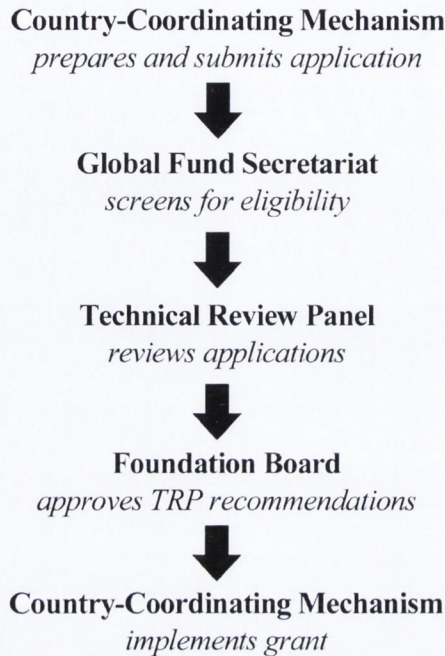 Country-Coordinating Mechanism
prepares and submits application
Global Fund Secretariat
screens for eligibility
Technical Review Panel
reviews applications
Foundation Board
approves TRP recommendations
Country-Coordinating Mechanism
implements grant